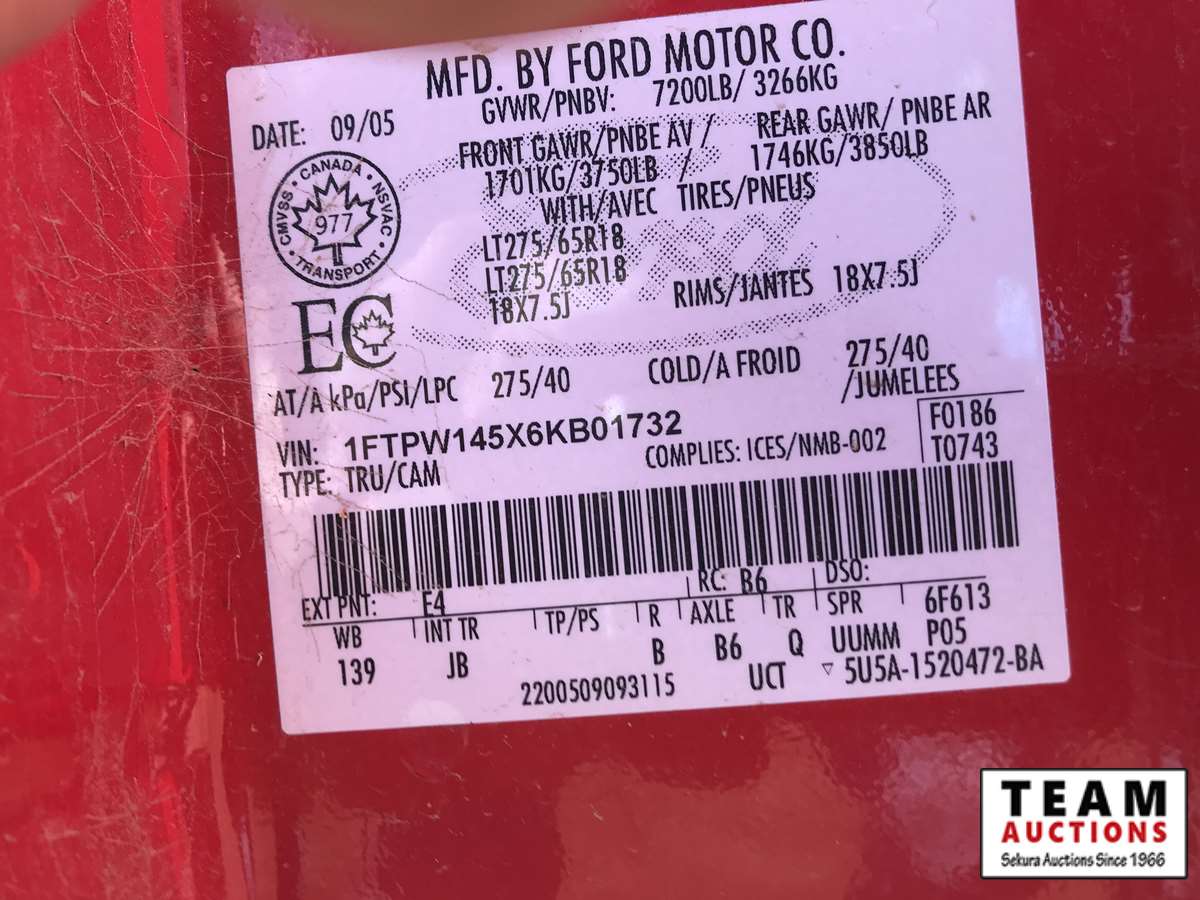 MFD. BY FORD MOTOR CO.
DATE: 09/05
GVWR/PNBV: 7200LB/ 3266KG
FRONT GAWR/PNBE AV / REAR GAWR/ PNBE AR
1701KG/3750LB / 1746KG/3850LB
WITH/AVEC TIRES/PNEUS
CANADA · NSVAC · TRANSPORT · CMVSS
977
LT275/65R18
LT275/65R18
18X7.5J RIMS/JANTES 18X7.5J
EC
AT/A kPa/PSI/LPC 275/40 COLD/A FROID 275/40
/JUMELEES
VIN: 1FTPW145X6KB01732
F0186
TYPE: TRU/CAM COMPLIES: ICES/NMB-002 T0743
EXT PNT: E4 RC: B6 DSO:
WB INT TR TP/PS R AXLE TR SPR 6F613
139 JB B B6 Q UUMM P05
2200509093115 UCT ▽ 5U5A-1520472-BA
TEAM
AUCTIONS
Sekura Auctions Since 1966